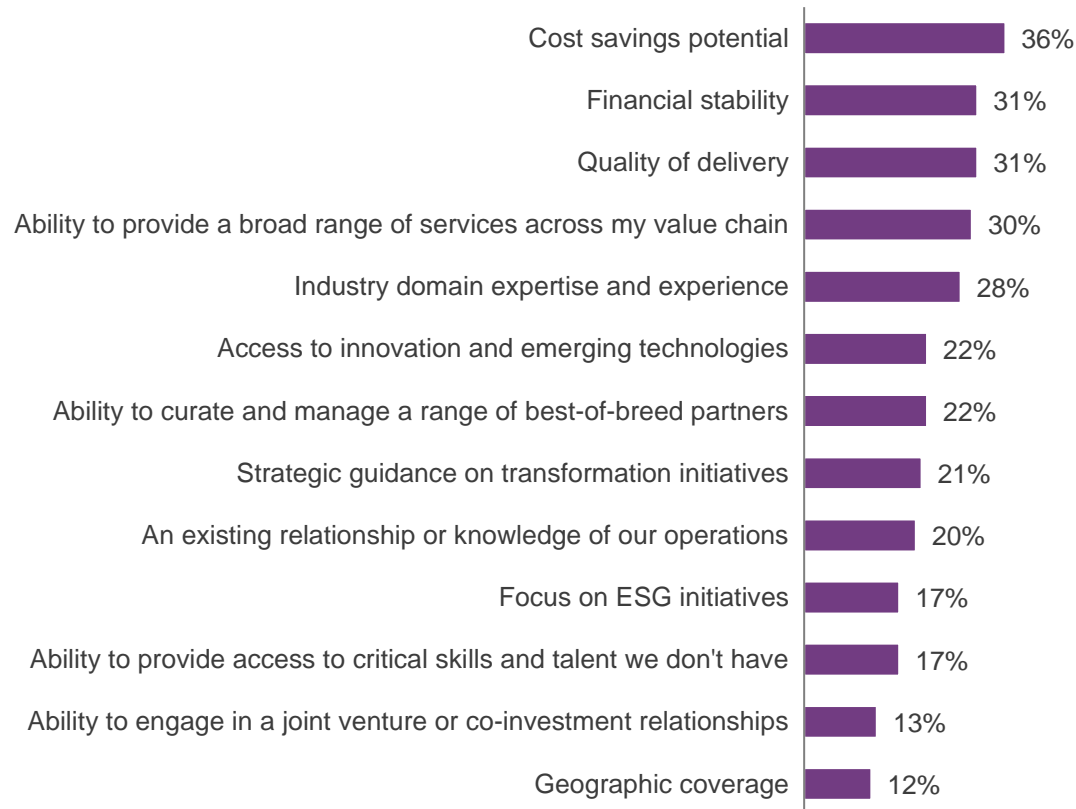 Cost savings potential 36%
Financial stability 31%
Quality of delivery 31%
Ability to provide a broad range of services across my value chain 30%
Industry domain expertise and experience 28%
Access to innovation and emerging technologies 22%
Ability to curate and manage a range of best-of-breed partners 22%
Strategic guidance on transformation initiatives 21%
An existing relationship or knowledge of our operations 20%
Focus on ESG initiatives 17%
Ability to provide access to critical skills and talent we don't have 17%
Ability to engage in a joint venture or co-investment relationships 13%
Geographic coverage 12%